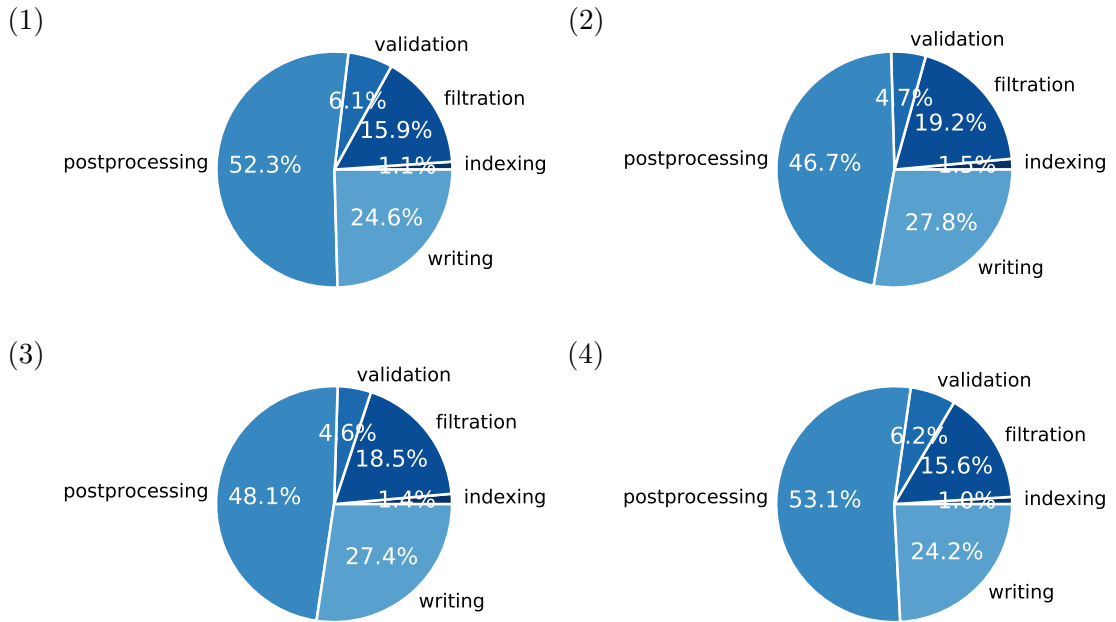 (1)
validation
6.1%
filtration
15.9%
postprocessing
52.3%
1.1%
indexing
24.6%
writing
(2)
validation
4.7%
filtration
19.2%
postprocessing
46.7%
1.5%
indexing
27.8%
writing
(3)
validation
4.6%
filtration
18.5%
postprocessing
48.1%
1.4%
indexing
27.4%
writing
(4)
validation
6.2%
filtration
15.6%
postprocessing
53.1%
1.0%
indexing
24.2%
writing